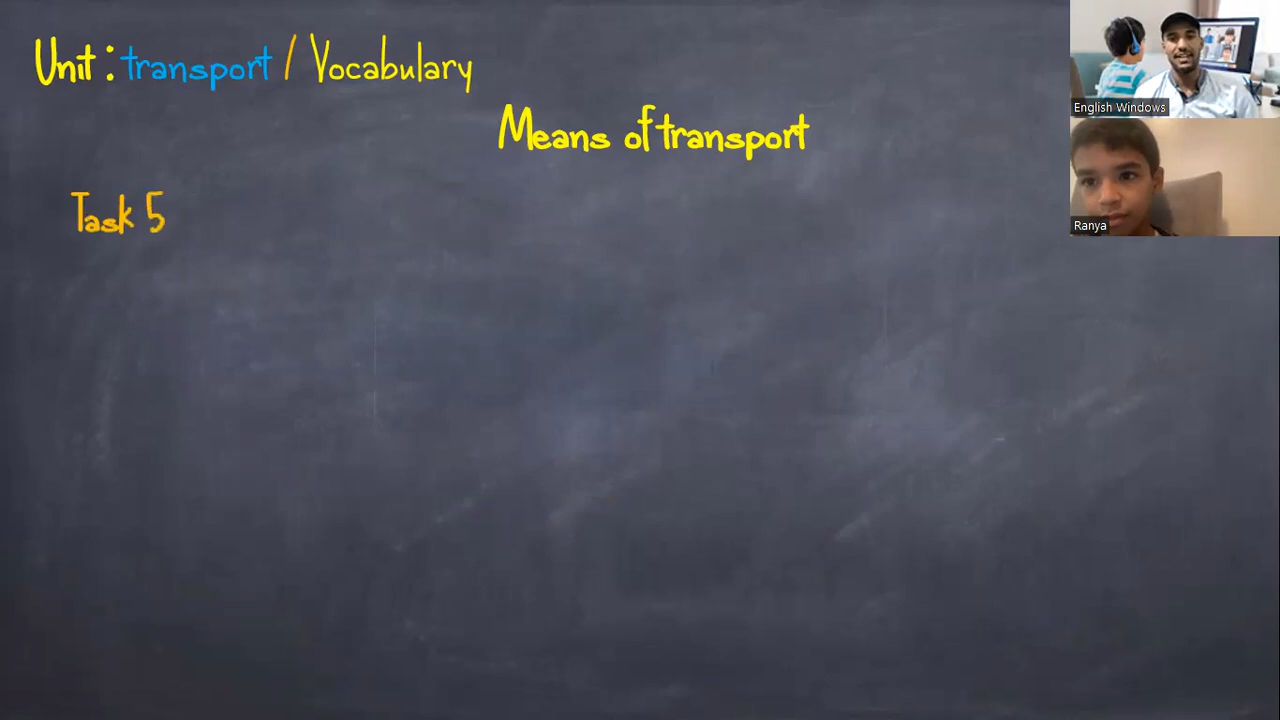 Unit : transport / Vocabulary
Means of transport
Task 5
English Windows
Ranya